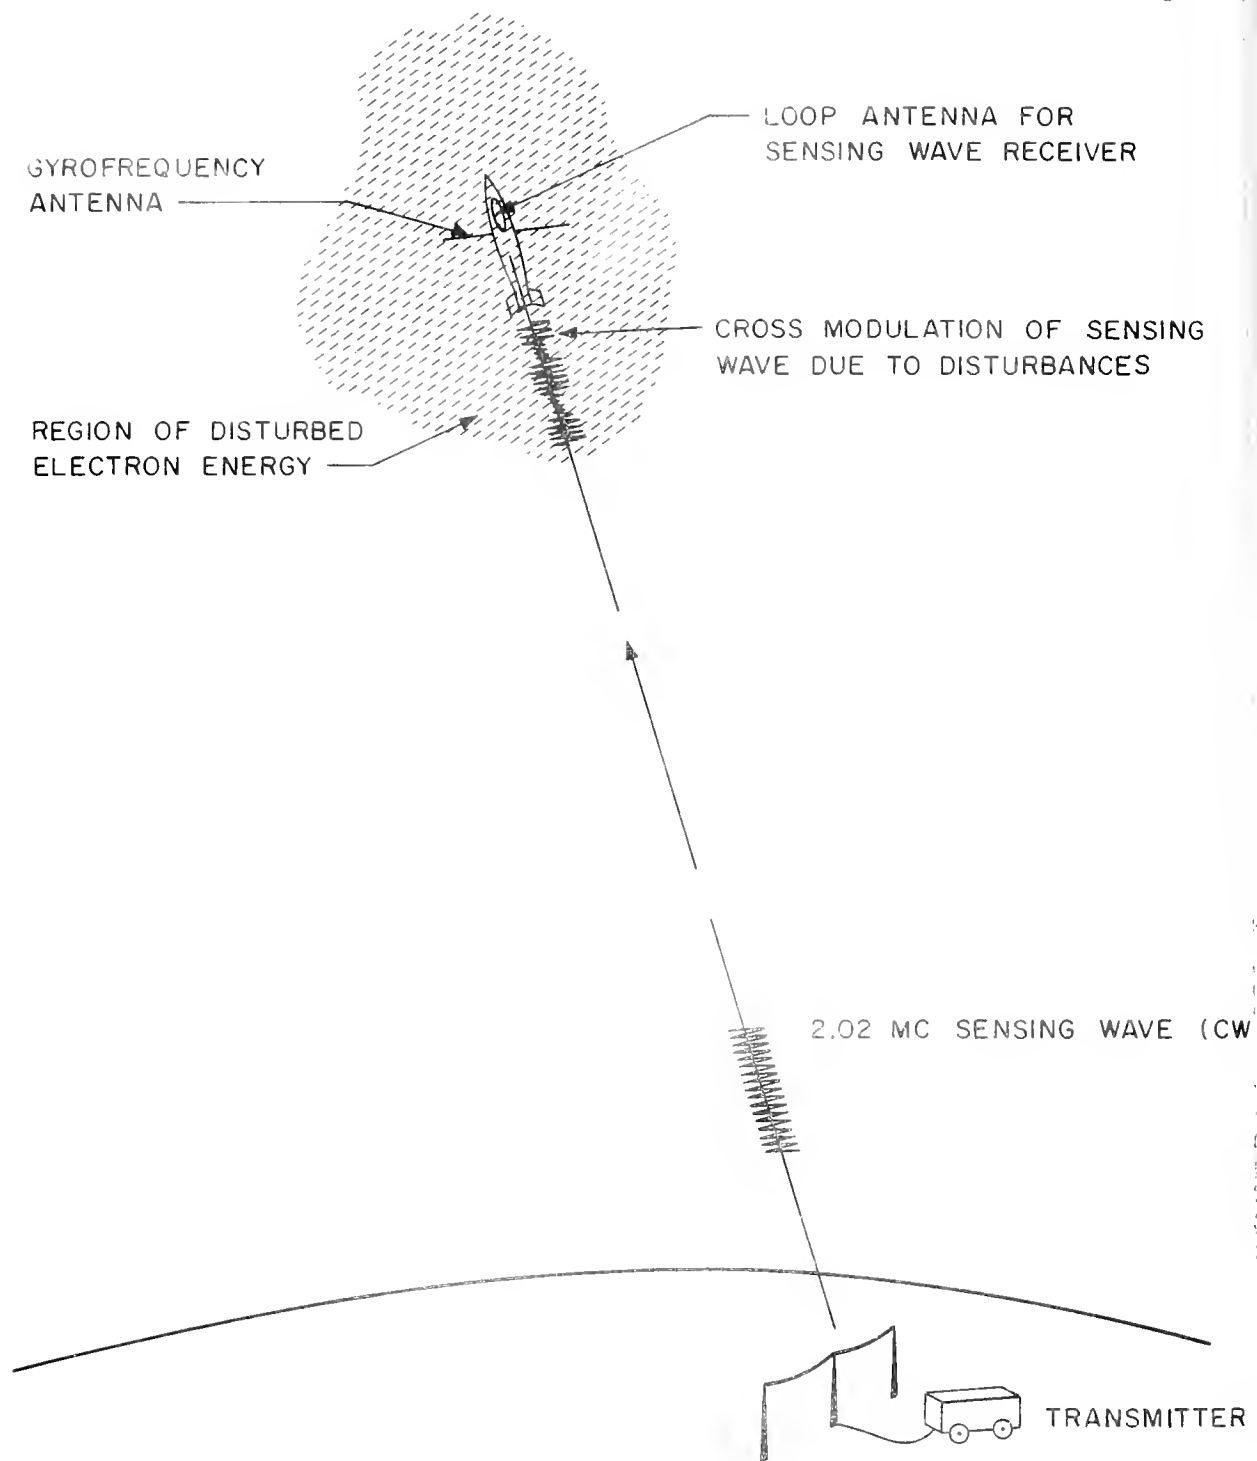 LOOP ANTENNA FOR
SENSING WAVE RECEIVER
GYROFREQUENCY
ANTENNA
CROSS MODULATION OF SENSING
WAVE DUE TO DISTURBANCES
REGION OF DISTURBED
ELECTRON ENERGY
2.02 MC SENSING WAVE (CW
TRANSMITTER